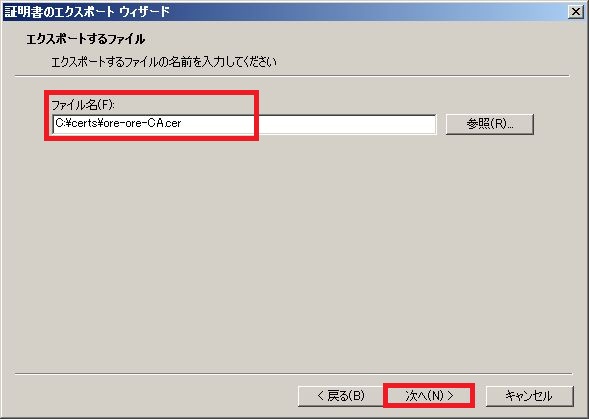 証明書のエクスポート ウィザード
エクスポートするファイル
エクスポートするファイルの名前を入力してください
ファイル名(F):
C:¥certs¥ore-ore-CA.cer
参照(R)...
< 戻る(B)
次へ(N) >
キャンセル